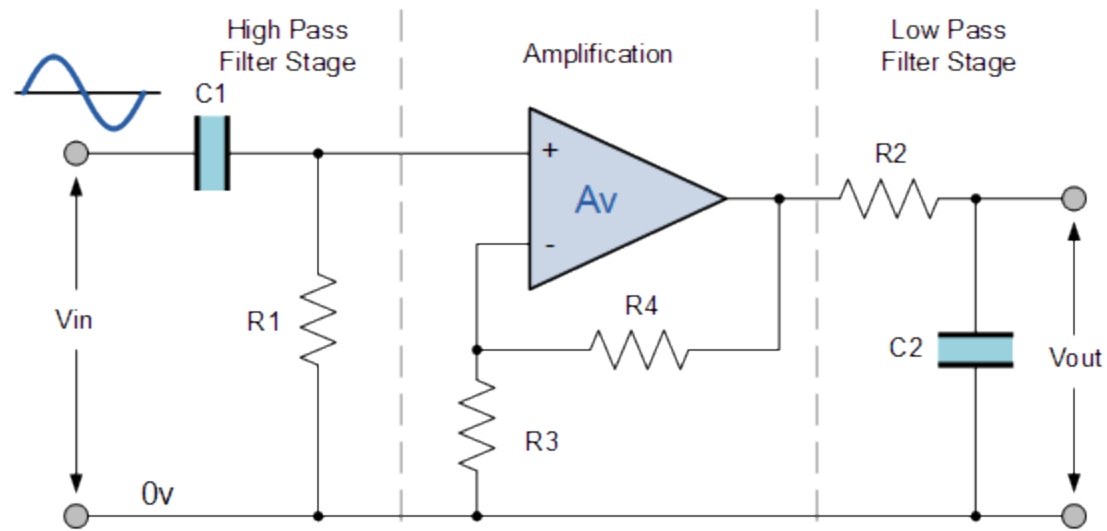 High Pass
Filter Stage
Amplification
Low Pass
Filter Stage
C1
R2
+
Av
-
R4
Vin
R1
C2
Vout
R3
0v